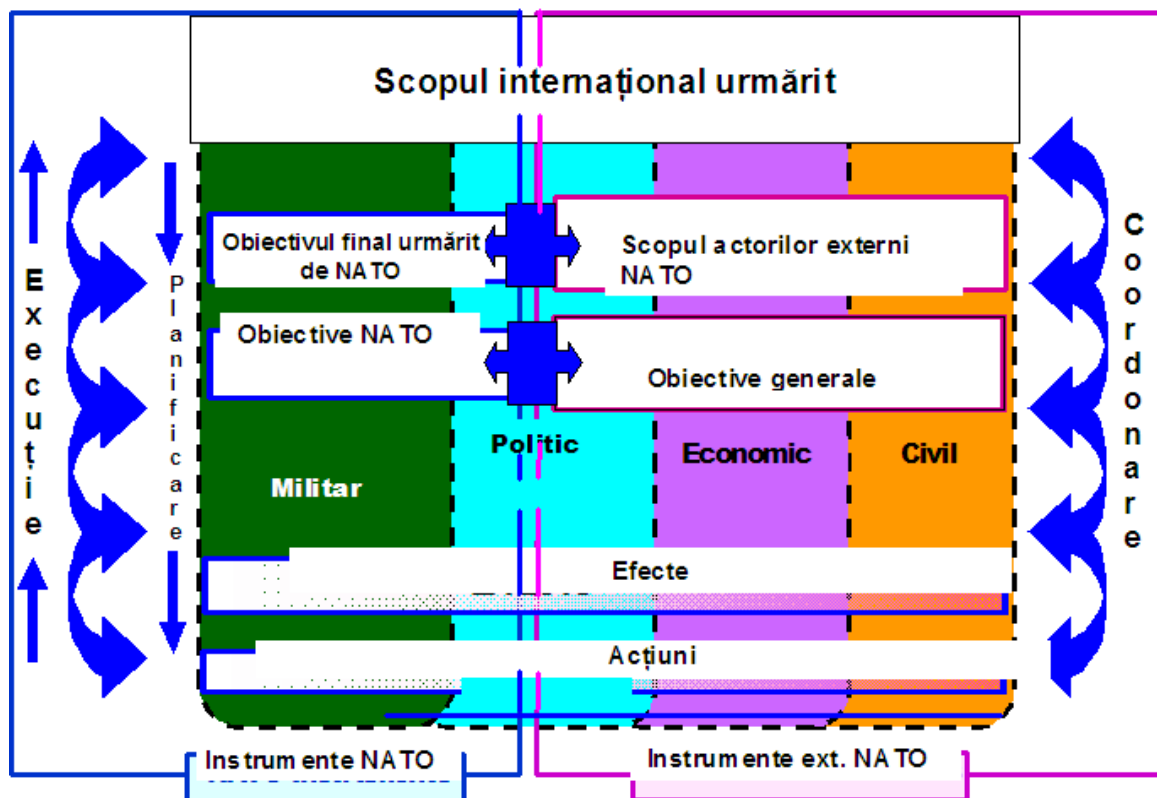 Scopul internațional urmărit
Execuție
Planificare
Obiectivul final urmărit
de NATO
Scopul actorilor externi
NATO
Obiective NATO
Obiective generale
Coordonare
Militar
Politic
Economic
Civil
Efecte
Acțiuni
Instrumente NATO
Instrumente ext. NATO